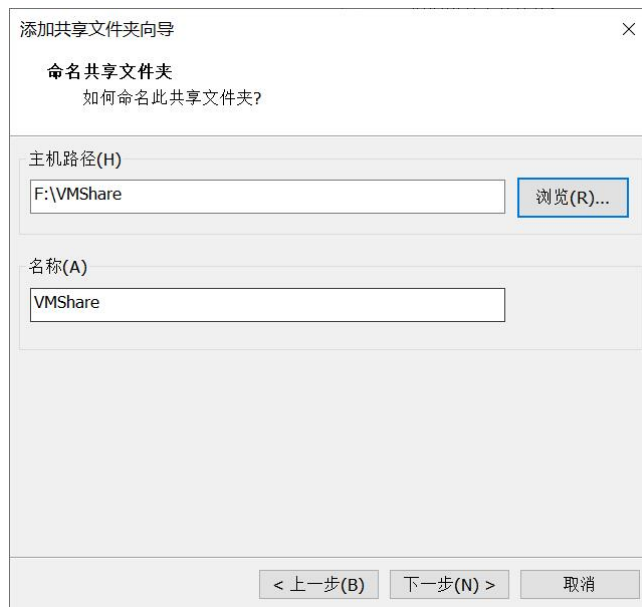 添加共享文件夹向导
命名共享文件夹
如何命名此共享文件夹?
主机路径(H)
F:\VMShare
浏览(R)...
名称(A)
VMShare
< 上一步(B)
下一步(N) >
取消